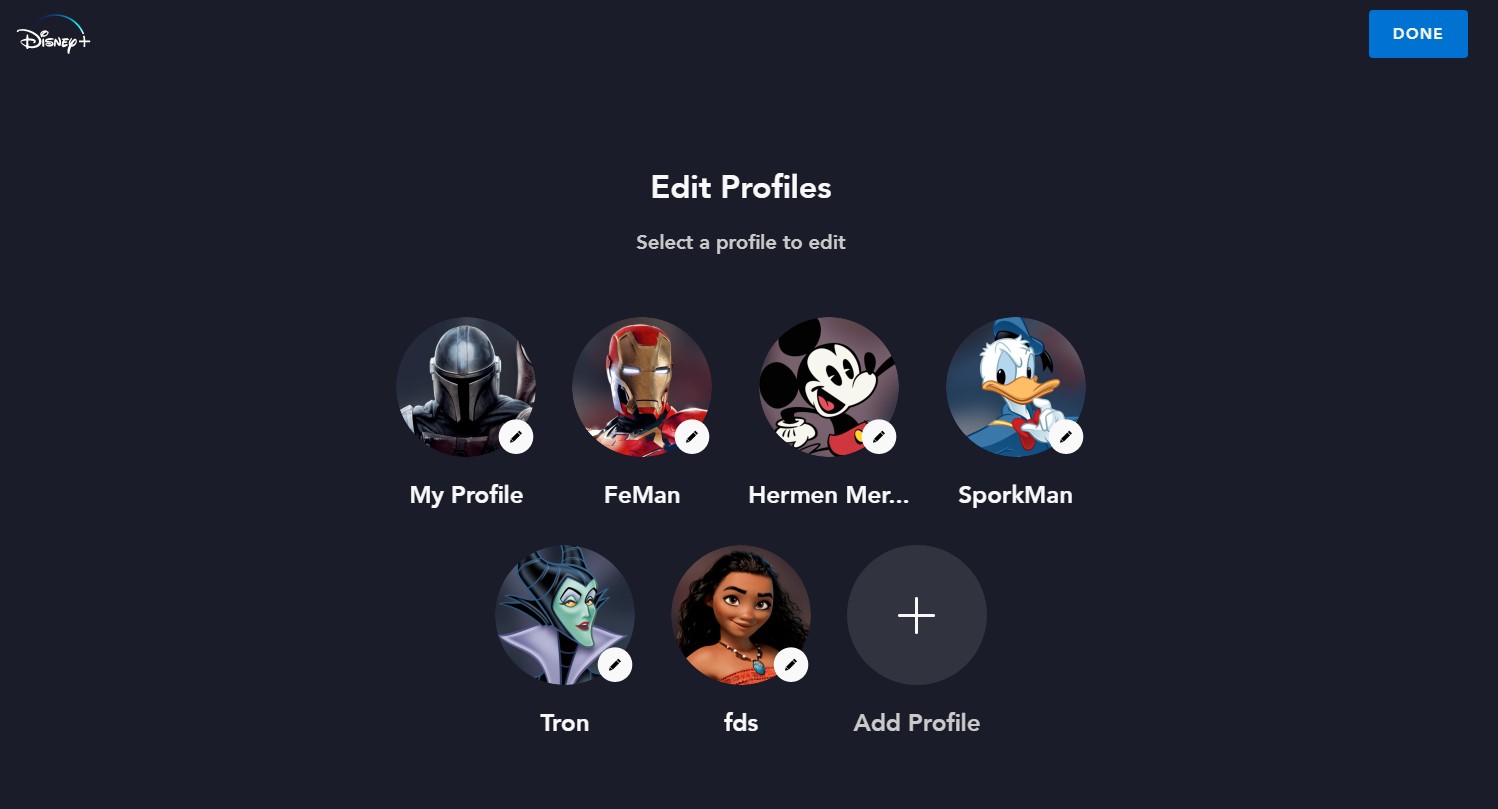 Disney+
DONE
Edit Profiles
Select a profile to edit
My Profile
FeMan
Hermen Mer...
SporkMan
Tron
fds
Add Profile